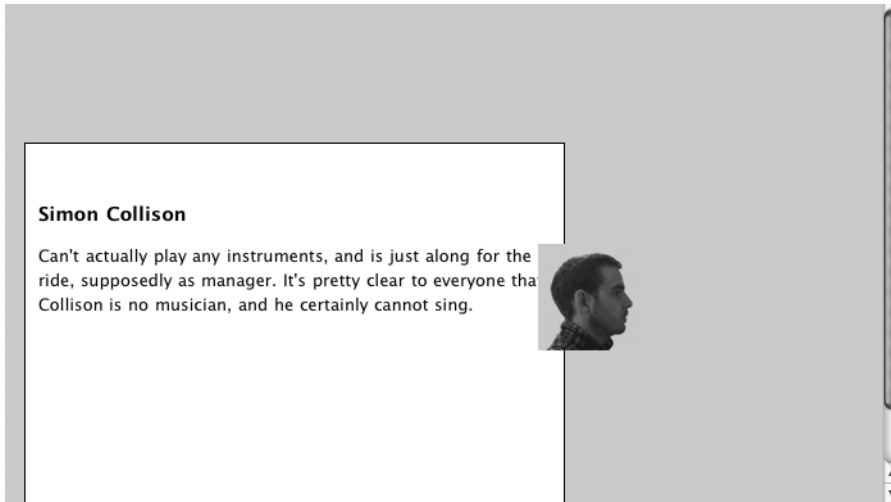 Simon Collison
Can't actually play any instruments, and is just along for the
ride, supposedly as manager. It's pretty clear to everyone that
Collison is no musician, and he certainly cannot sing.